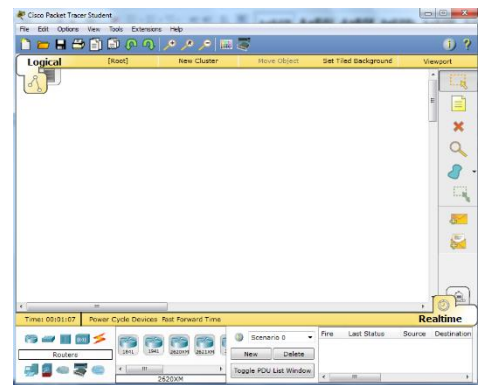 Cisco Packet Tracer Student
File Edit Options View Tools Extensions Help
Logical [Root] New Cluster Move Object Set Tiled Background Viewport
Time: 00:01:07 Power Cycle Devices Fast Forward Time Realtime
Routers
1841 1941 2620XM 2621XM
2620XM
Scenario 0
New Delete
Toggle PDU List Window
Fire Last Status Source Destination